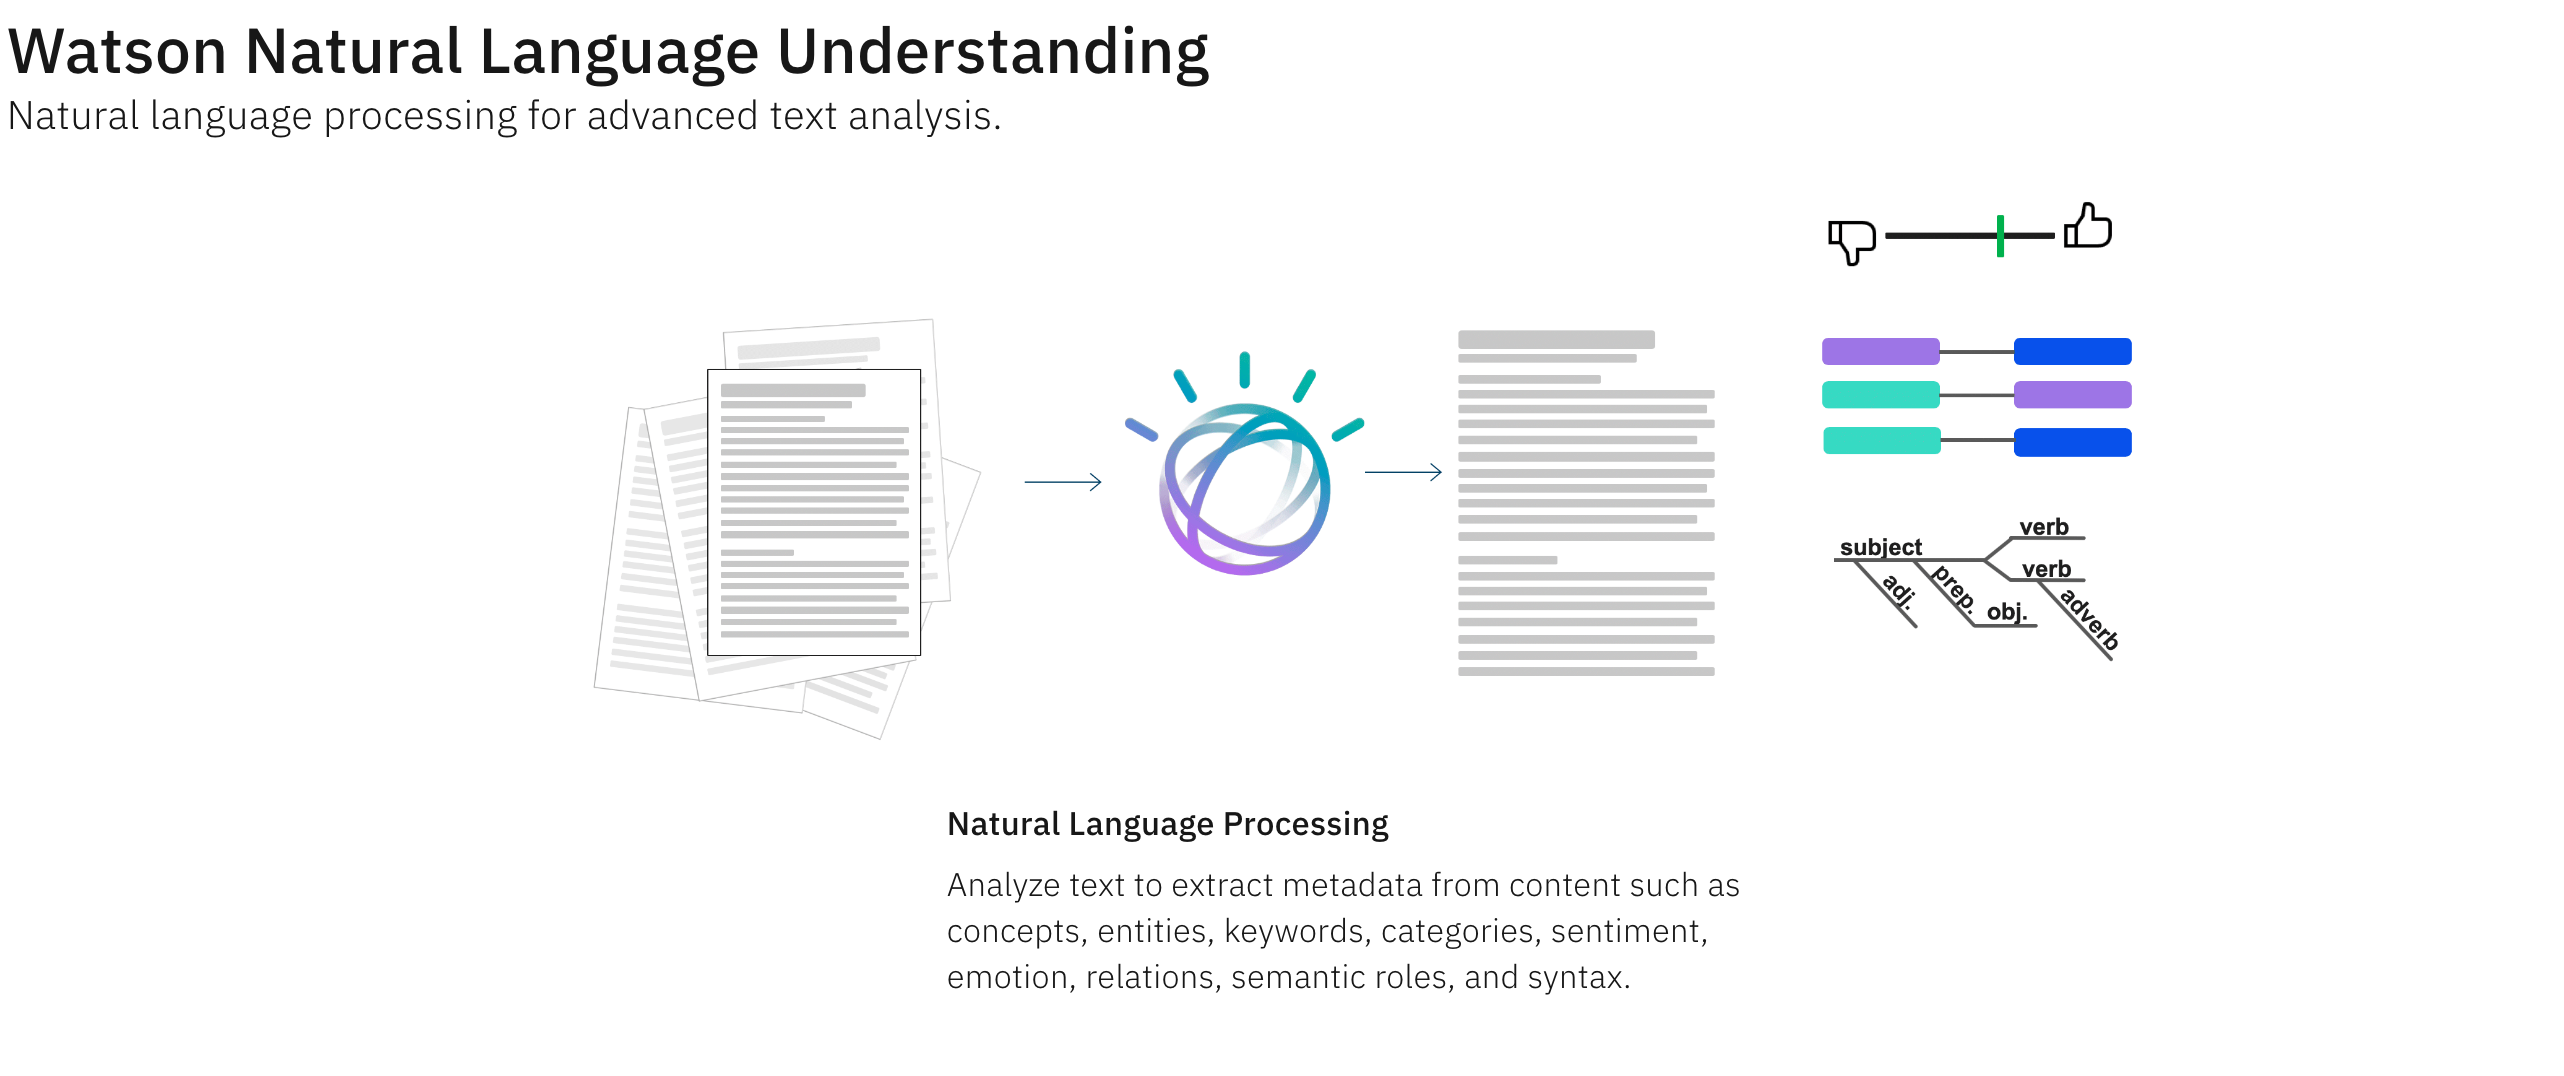 Watson Natural Language Understanding
Natural language processing for advanced text analysis.
verb
subject
verb
adj.
prep.
obj.
adverb
Natural Language Processing
Analyze text to extract metadata from content such as
concepts, entities, keywords, categories, sentiment,
emotion, relations, semantic roles, and syntax.